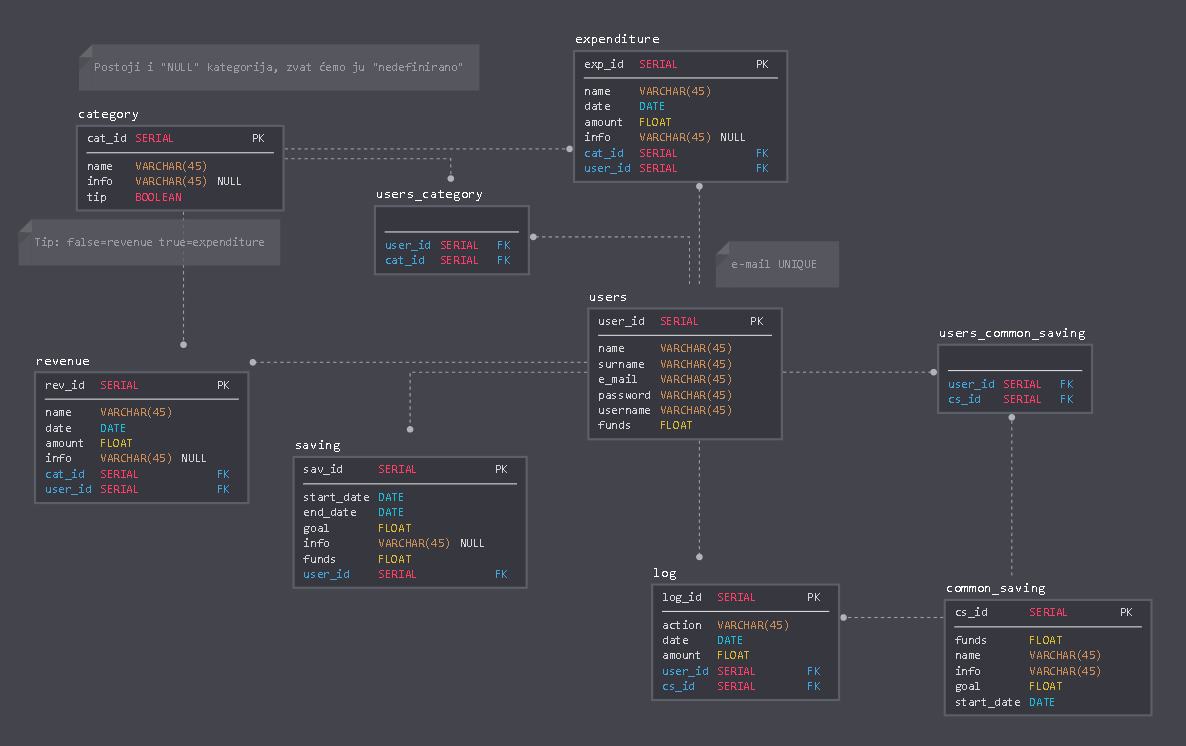 Postoji i "NULL" kategorija, zvat ćemo ju "nedefinirano"
category
cat_id SERIAL PK
name VARCHAR(45)
info VARCHAR(45) NULL
tip BOOLEAN
Tip: false=revenue true=expenditure
expenditure
exp_id SERIAL PK
name VARCHAR(45)
date DATE
amount FLOAT
info VARCHAR(45) NULL
cat_id SERIAL FK
user_id SERIAL FK
users_category
user_id SERIAL FK
cat_id SERIAL FK
e-mail UNIQUE
users
user_id SERIAL PK
name VARCHAR(45)
surname VARCHAR(45)
e_mail VARCHAR(45)
password VARCHAR(45)
username VARCHAR(45)
funds FLOAT
users_common_saving
user_id SERIAL FK
cs_id SERIAL FK
revenue
rev_id SERIAL PK
name VARCHAR(45)
date DATE
amount FLOAT
info VARCHAR(45) NULL
cat_id SERIAL FK
user_id SERIAL FK
saving
sav_id SERIAL PK
start_date DATE
end_date DATE
goal FLOAT
info VARCHAR(45) NULL
funds FLOAT
user_id SERIAL FK
log
log_id SERIAL PK
action VARCHAR(45)
date DATE
amount FLOAT
user_id SERIAL FK
cs_id SERIAL FK
common_saving
cs_id SERIAL PK
funds FLOAT
name VARCHAR(45)
info VARCHAR(45)
goal FLOAT
start_date DATE